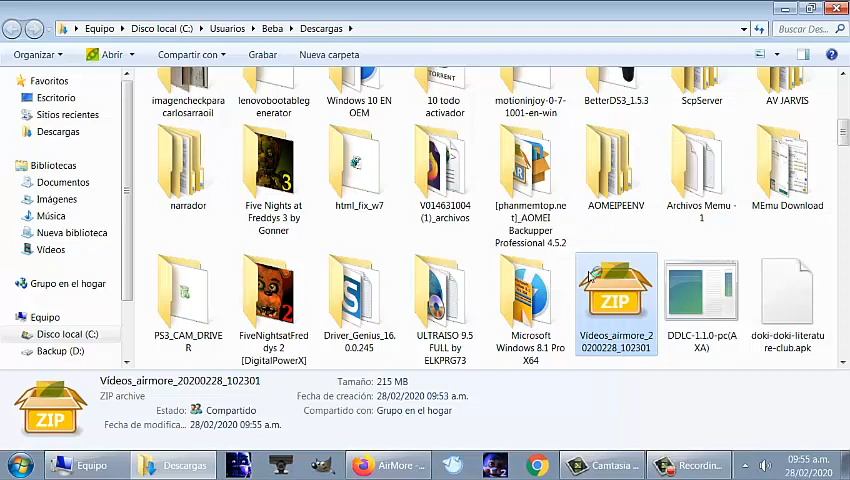 Equipo
Disco local (C:)
Usuarios
Beba
Descargas
Buscar Des...
Organizar
Abrir
Compartir con
Grabar
Nueva carpeta
Favoritos
Escritorio
Sitios recientes
Descargas
Bibliotecas
Documentos
Imágenes
Música
Nueva biblioteca
Vídeos
Grupo en el hogar
Equipo
Disco local (C:)
Backup (D:)
TORRENT
imagencheckpara
carlosarraoil
lenovobootableg
enerator
Windows 10 EN
OEM
10 todo
activador
motioninjoy-0-7-
1001-en-win
BetterDS3_1.5.3
ScpServer
AV JARVIS
narrador
3
Five Nights at
Freddys 3 by
Gonner
html_fix_w7
V014631004
(1)_archivos
[phanmemtop.ne
t]_AOMEI
Backupper
Professional 4.5.2
AOMEIPEENV
Archivos Memu -
1
MEmu Download
PS3_CAM_DRIVE
R
2
FiveNightsatFred
dys 2
[DigitalPowerX]
Driver_Genius_16.
0.0.245
ULTRAISO 9.5
FULL by
ELKPRG73
Microsoft
Windows 8.1 Pro
X64
ZIP
Vídeos_airmore_2
0200228_102301
DDLC-1.1.0-pc(A
XA)
doki-doki-literatu
re-club.apk
ZIP
Vídeos_airmore_20200228_102301
ZIP archive
Estado: Compartido
Fecha de modifica... 28/02/2020 09:55 a.m.
Tamaño: 215 MB
Fecha de creación: 28/02/2020 09:53 a.m.
Compartido con: Grupo en el hogar
Equipo
Descargas
2
AirMore -...
Camtasia ...
Recordin...
09:55 a.m.
28/02/2020